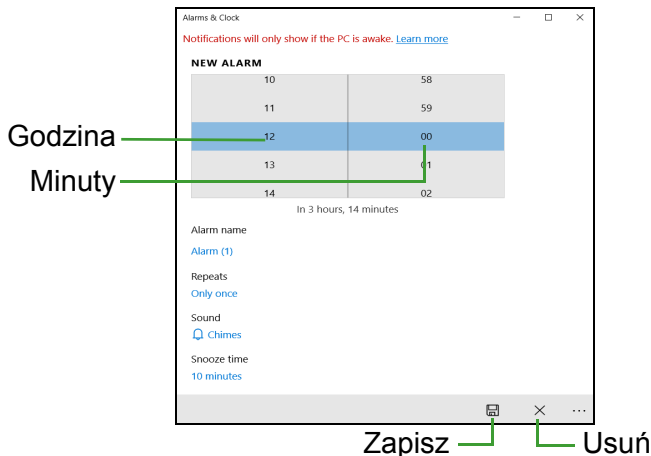 Alarms & Clock
Notifications will only show if the PC is awake. Learn more
NEW ALARM
10 58
11 59
Godzina 12 00
13 01
Minuty
14 02
In 3 hours, 14 minutes
Alarm name
Alarm (1)
Repeats
Only once
Sound
Chimes
Snooze time
10 minutes
Zapisz Usuń